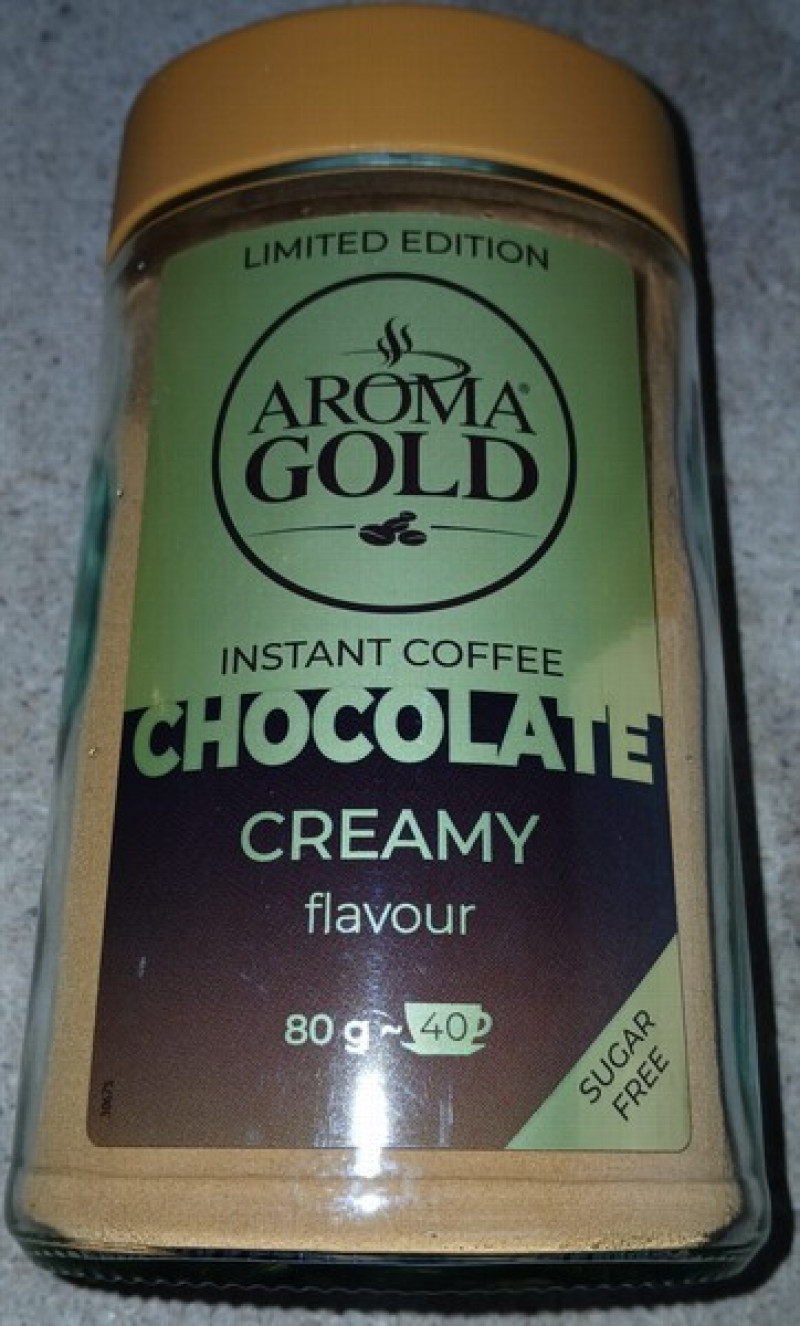 LIMITED EDITION
AROMA®
GOLD
INSTANT COFFEE
CHOCOLATE
CREAMY
flavour
80 g ~ 40
SUGAR
FREE